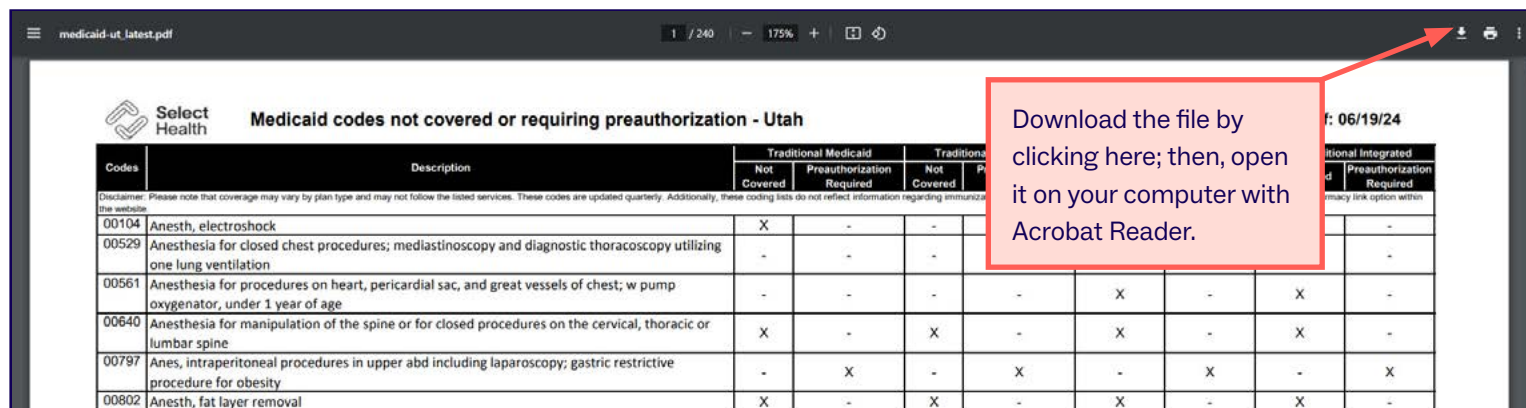 medicaid-ut_latest.pdf
1 / 240 | − 175% +
Select
Health
Medicaid codes not covered or requiring preauthorization - Utah
06/19/24
Download the file by
clicking here; then, open
it on your computer with
Acrobat Reader.
Codes Description Traditional Medicaid Integrated
Not Covered Preauthorization Required Not Covered Preauthorization Required
Disclaimer: Please note that coverage may vary by plan type and may not follow the listed services. These codes are updated quarterly. Additionally, these coding lists do not reflect information regarding link option within
the website
00104 Anesth, electroshock X - - -
00529 Anesthesia for closed chest procedures; mediastinoscopy and diagnostic thoracoscopy utilizing
one lung ventilation - - - -
00561 Anesthesia for procedures on heart, pericardial sac, and great vessels of chest; w pump
oxygenator, under 1 year of age - - - - X - X -
00640 Anesthesia for manipulation of the spine or for closed procedures on the cervical, thoracic or
lumbar spine X - X - X - X -
00797 Anes, intraperitoneal procedures in upper abd including laparoscopy; gastric restrictive
procedure for obesity - X - X - X - X
00802 Anesth, fat layer removal X - X - X - X -